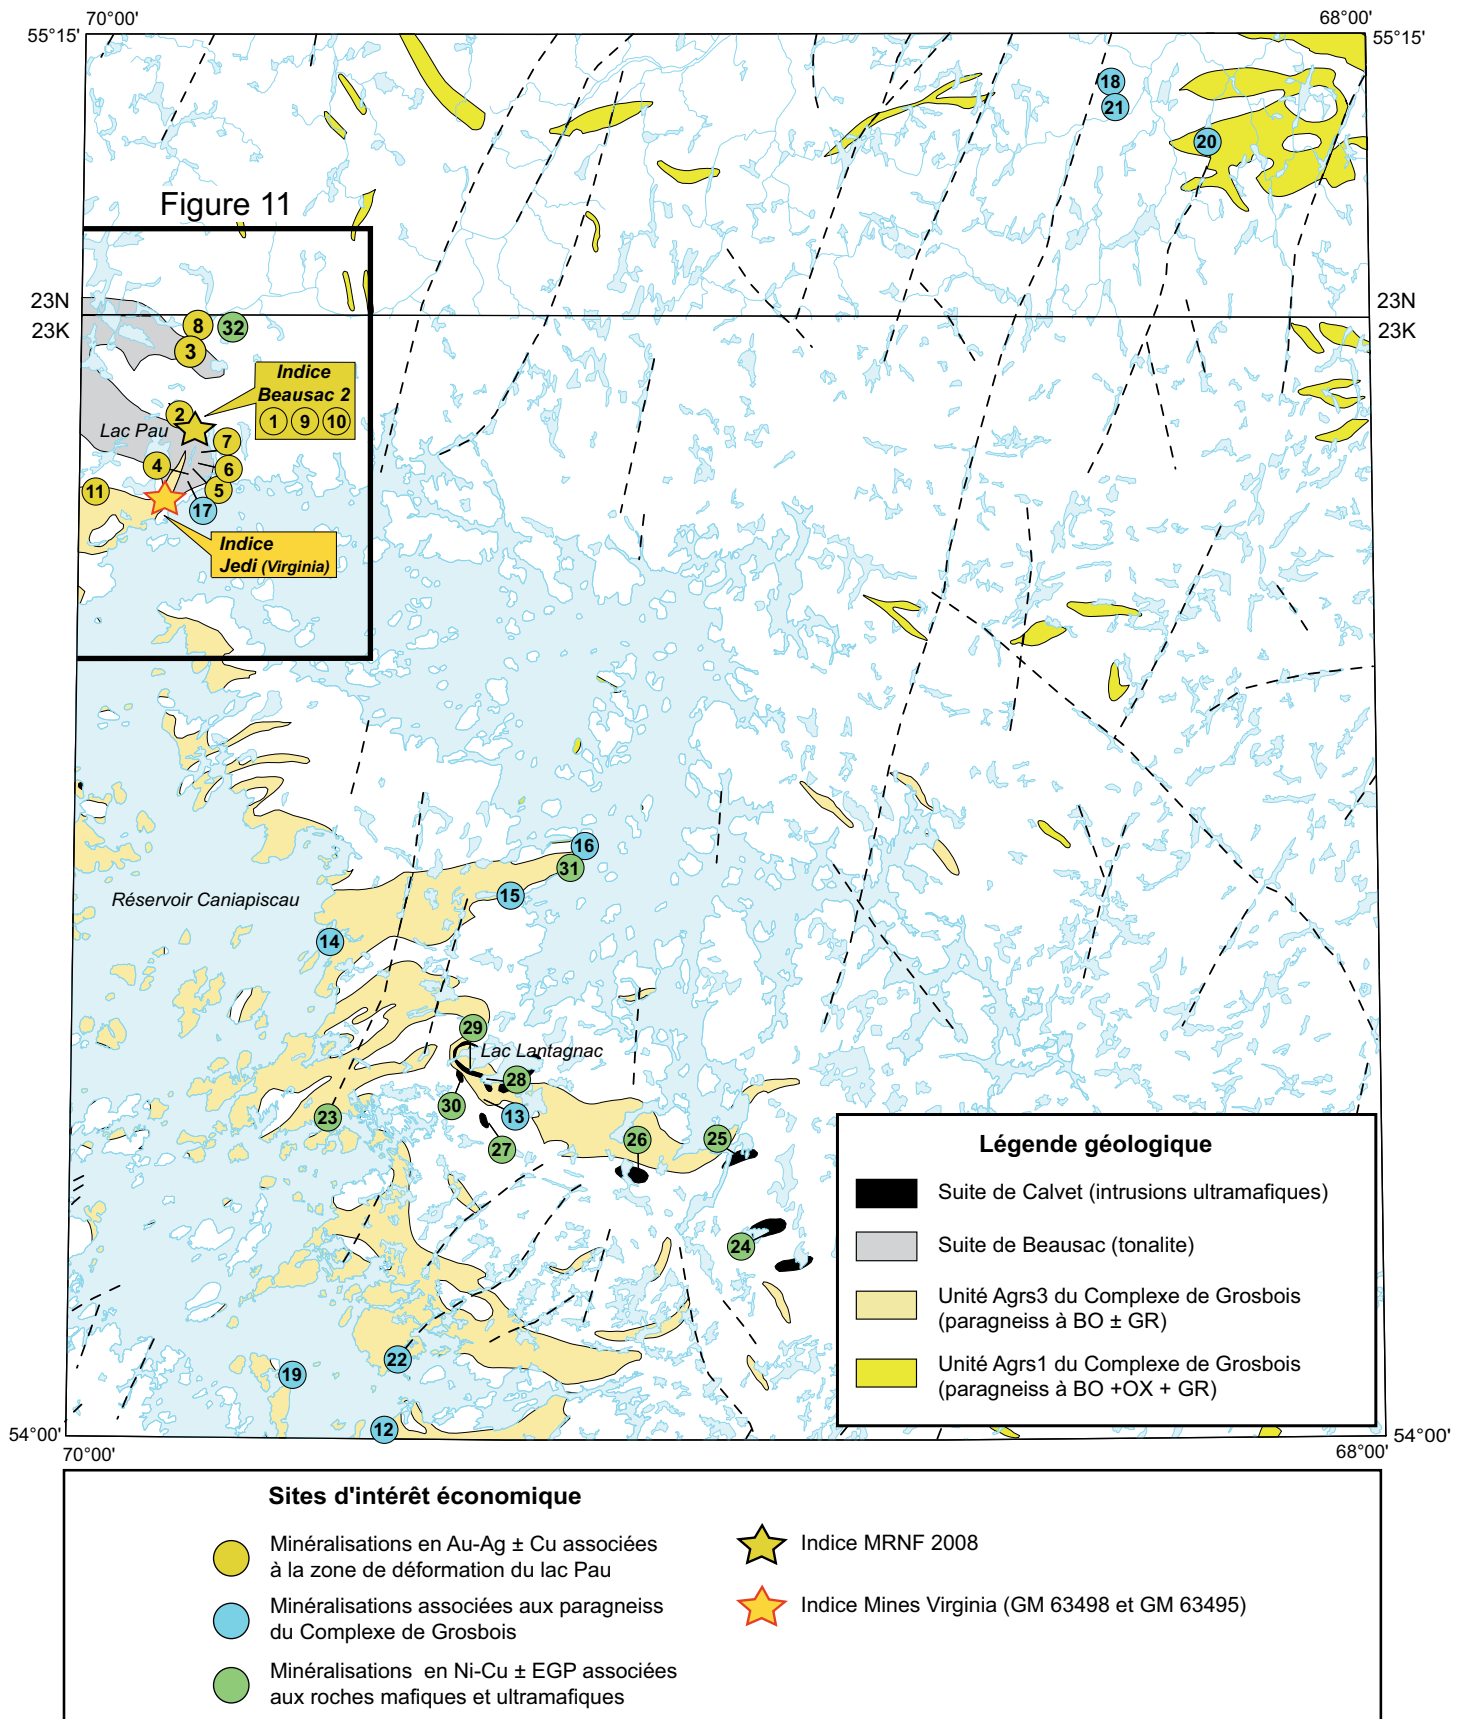 70°00'
68°00'
55°15'
55°15'
18
21
20
Figure 11
23N
23K
23N
23K
8
32
3
Indice
Beausac 2
1 9 10
2
Lac Pau
7
4
6
11
5
17
Indice
Jedi (Virginia)
16
31
15
Réservoir Caniapiscau
14
29
Lac Lantagnac
28
30
23
13
27
26
25
24
22
19
12
Légende géologique
Suite de Calvet (intrusions ultramafiques)
Suite de Beausac (tonalite)
Unité Agrs3 du Complexe de Grosbois
(paragneiss à BO ± GR)
Unité Agrs1 du Complexe de Grosbois
(paragneiss à BO +OX + GR)
54°00'
54°00'
70°00'
68°00'
Sites d'intérêt économique
Minéralisations en Au-Ag ± Cu associées
à la zone de déformation du lac Pau
Minéralisations associées aux paragneiss
du Complexe de Grosbois
Minéralisations en Ni-Cu ± EGP associées
aux roches mafiques et ultramafiques
Indice MRNF 2008
Indice Mines Virginia (GM 63498 et GM 63495)